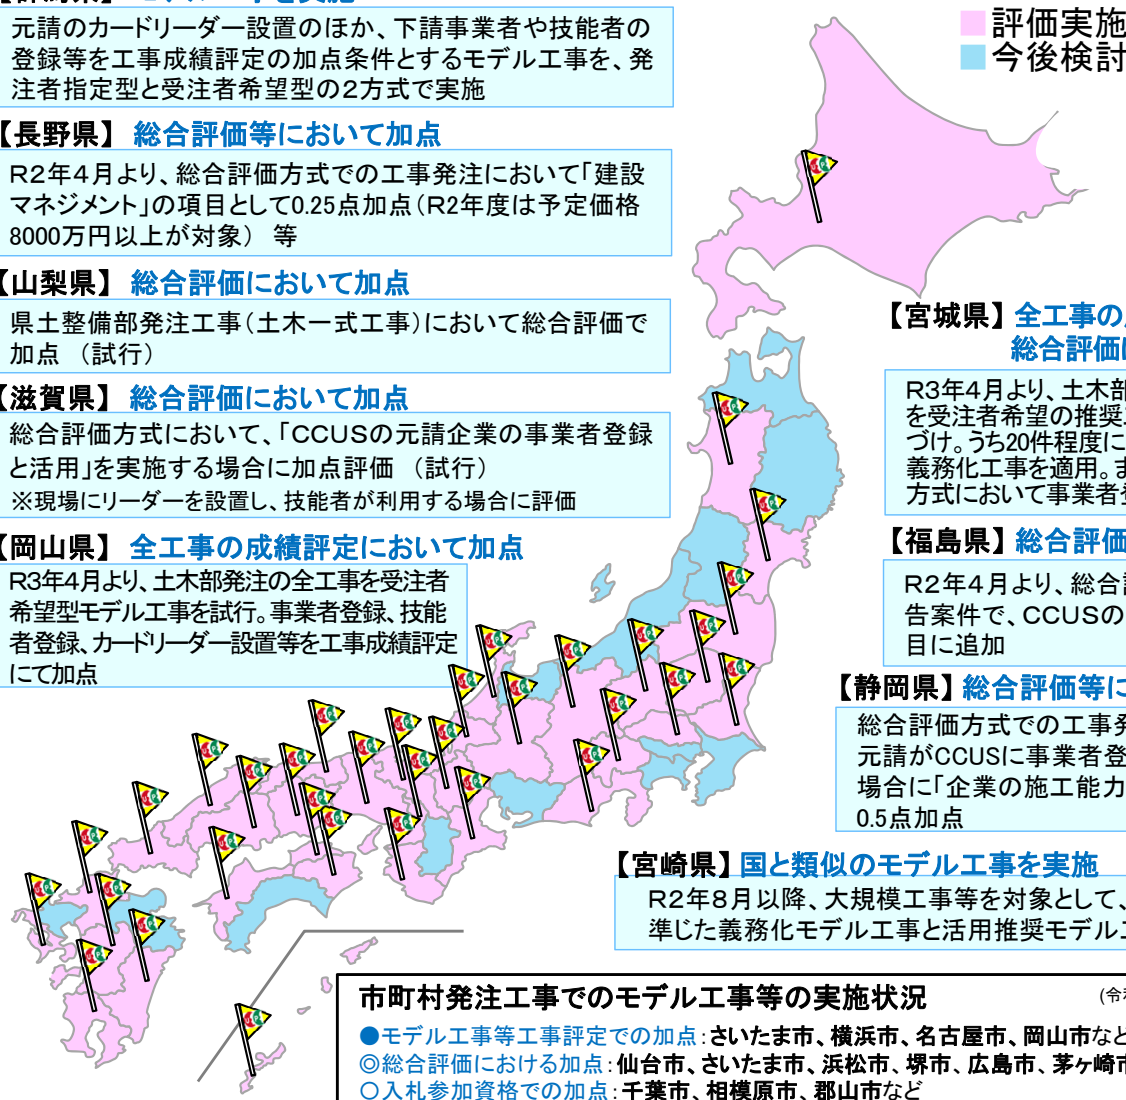 元請のカードリーダー設置のほか、下請事業者や技能者の
登録等を工事成績評定の加点条件とするモデル工事を、発
注者指定型と受注者希望型の2方式で実施
【長野県】 総合評価等において加点
R2年4月より、総合評価方式での工事発注において「建設
マネジメント」の項目として0.25点加点(R2年度は予定価格
8000万円以上が対象) 等
【山梨県】 総合評価において加点
県土整備部発注工事(土木一式工事)において総合評価で
加点 (試行)
【滋賀県】 総合評価において加点
総合評価方式において、「CCUSの元請企業の事業者登録
と活用」を実施する場合に加点評価 (試行)
※現場にリーダーを設置し、技能者が利用する場合に評価
【岡山県】 全工事の成績評定において加点
R3年4月より、土木部発注の全工事を受注者
希望型モデル工事を試行。事業者登録、技能
者登録、カードリーダー設置等を工事成績評定
にて加点
評価実施
今後検討
【宮城県】 全工事の
総合評価
R3年4月より、土木部
を受注者希望の推奨
づけ。うち20件程度に
義務化工事を適用。ま
方式において事業者
【福島県】 総合評価
R2年4月より、総合
告案件で、CCUSの
目に追加
【静岡県】 総合評価等に
総合評価方式での工事発
元請がCCUSに事業者登
場合に「企業の施工能力
0.5点加点
【宮崎県】 国と類似のモデル工事を実施
R2年8月以降、大規模工事等を対象として、
準じた義務化モデル工事と活用推奨モデル
市町村発注工事でのモデル工事等の実施状況
●モデル工事等工事評定での加点:さいたま市、横浜市、名古屋市、岡山市など
◎総合評価における加点:仙台市、さいたま市、浜松市、堺市、広島市、茅ヶ崎市
○入札参加資格での加点:千葉市、相模原市、郡山市など